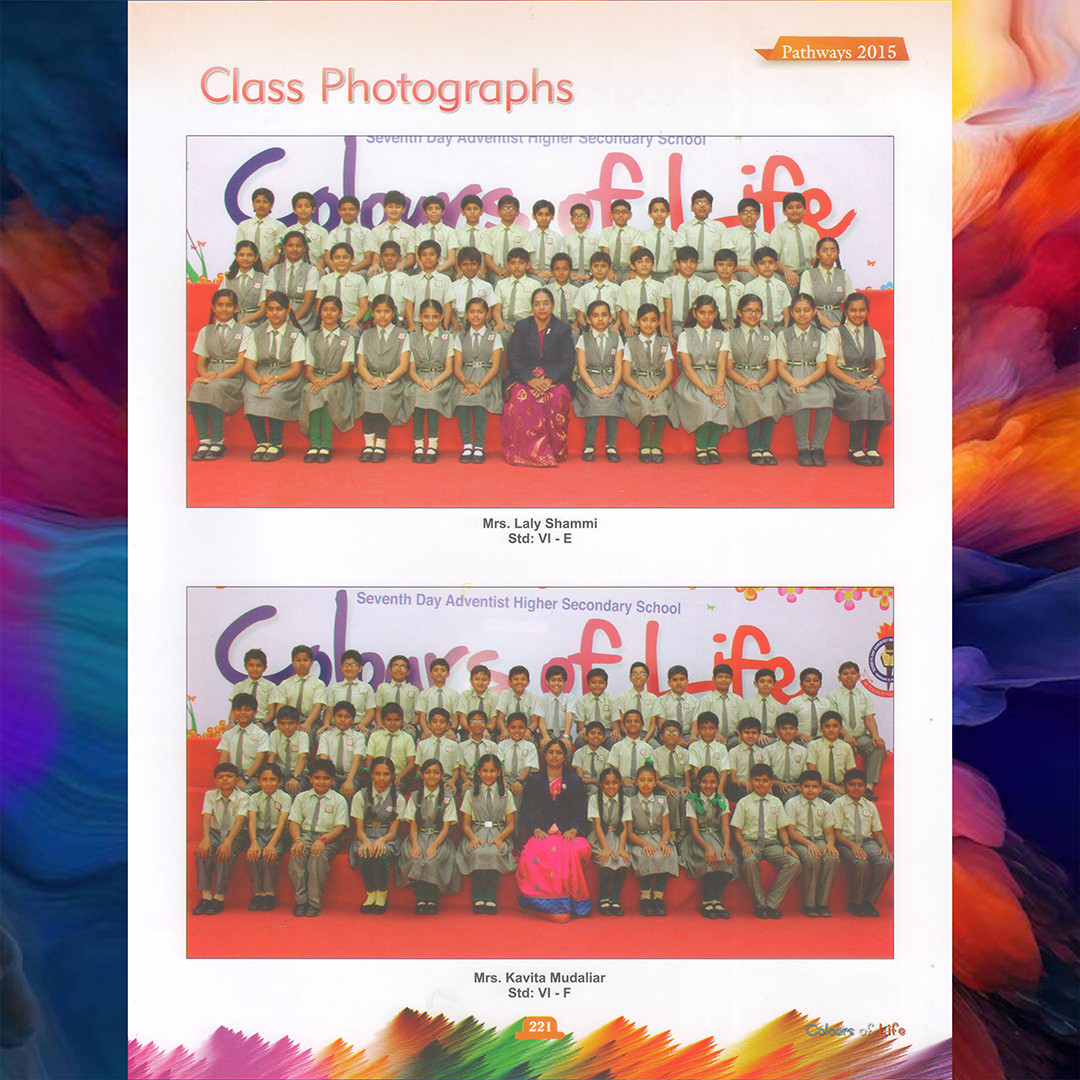 Pathways 2015
Class Photographs
Seventh Day Adventist Higher Secondary School
Colours of Life
Mrs. Laly Shammi
Std: VI - E
Seventh Day Adventist Higher Secondary School
Colours of Life
Mrs. Kavita Mudaliar
Std: VI - F
221
Colours of Life